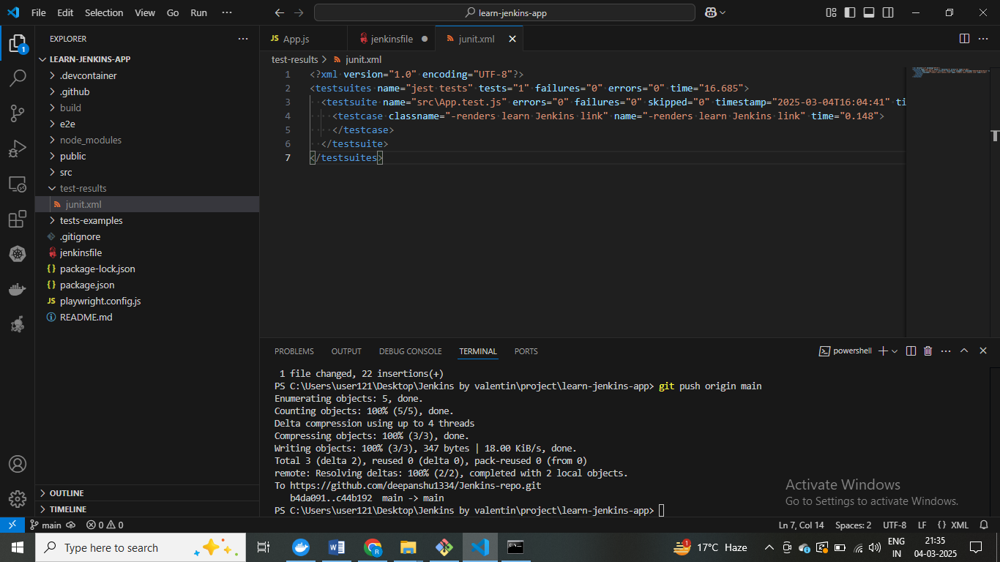 File Edit Selection View Go Run ···
learn-jenkins-app
EXPLORER
LEARN-JENKINS-APP
.devcontainer
.github
build
e2e
node_modules
public
src
test-results
junit.xml
tests-examples
.gitignore
jenkinsfile
package-lock.json
package.json
playwright.config.js
README.md
OUTLINE
TIMELINE
1
JS App.js
jenkinsfile
junit.xml
test-results > junit.xml
1 <?xml version="1.0" encoding="UTF-8"?>
2 <testsuites name="jest tests" tests="1" failures="0" errors="0" time="16.685">
3 <testsuite name="src\App.test.js" errors="0" failures="0" skipped="0" timestamp="2025-03-04T16:04:41" ti
4 <testcase classname="-renders learn Jenkins link" name="-renders learn Jenkins link" time="0.148">
5 </testcase>
6 </testsuite>
7 </testsuites>
PROBLEMS OUTPUT DEBUG CONSOLE TERMINAL PORTS
powershell
1 file changed, 22 insertions(+)
PS C:\Users\user121\Desktop\Jenkins by valentin\project\learn-jenkins-app> git push origin main
Enumerating objects: 5, done.
Counting objects: 100% (5/5), done.
Delta compression using up to 4 threads
Compressing objects: 100% (3/3), done.
Writing objects: 100% (3/3), 347 bytes | 18.00 KiB/s, done.
Total 3 (delta 2), reused 0 (delta 0), pack-reused 0 (from 0)
remote: Resolving deltas: 100% (2/2), completed with 2 local objects.
To https://github.com/deepanshu1334/Jenkins-repo.git
b4da091..c44b192 main -> main
PS C:\Users\user121\Desktop\Jenkins by valentin\project\learn-jenkins-app>
Activate Windows
Go to Settings to activate Windows.
main 0 0
Ln 7, Col 14 Spaces: 2 UTF-8 LF {} XML
Type here to search
1
17°C Haze
ENG
IN
21:35
04-03-2025